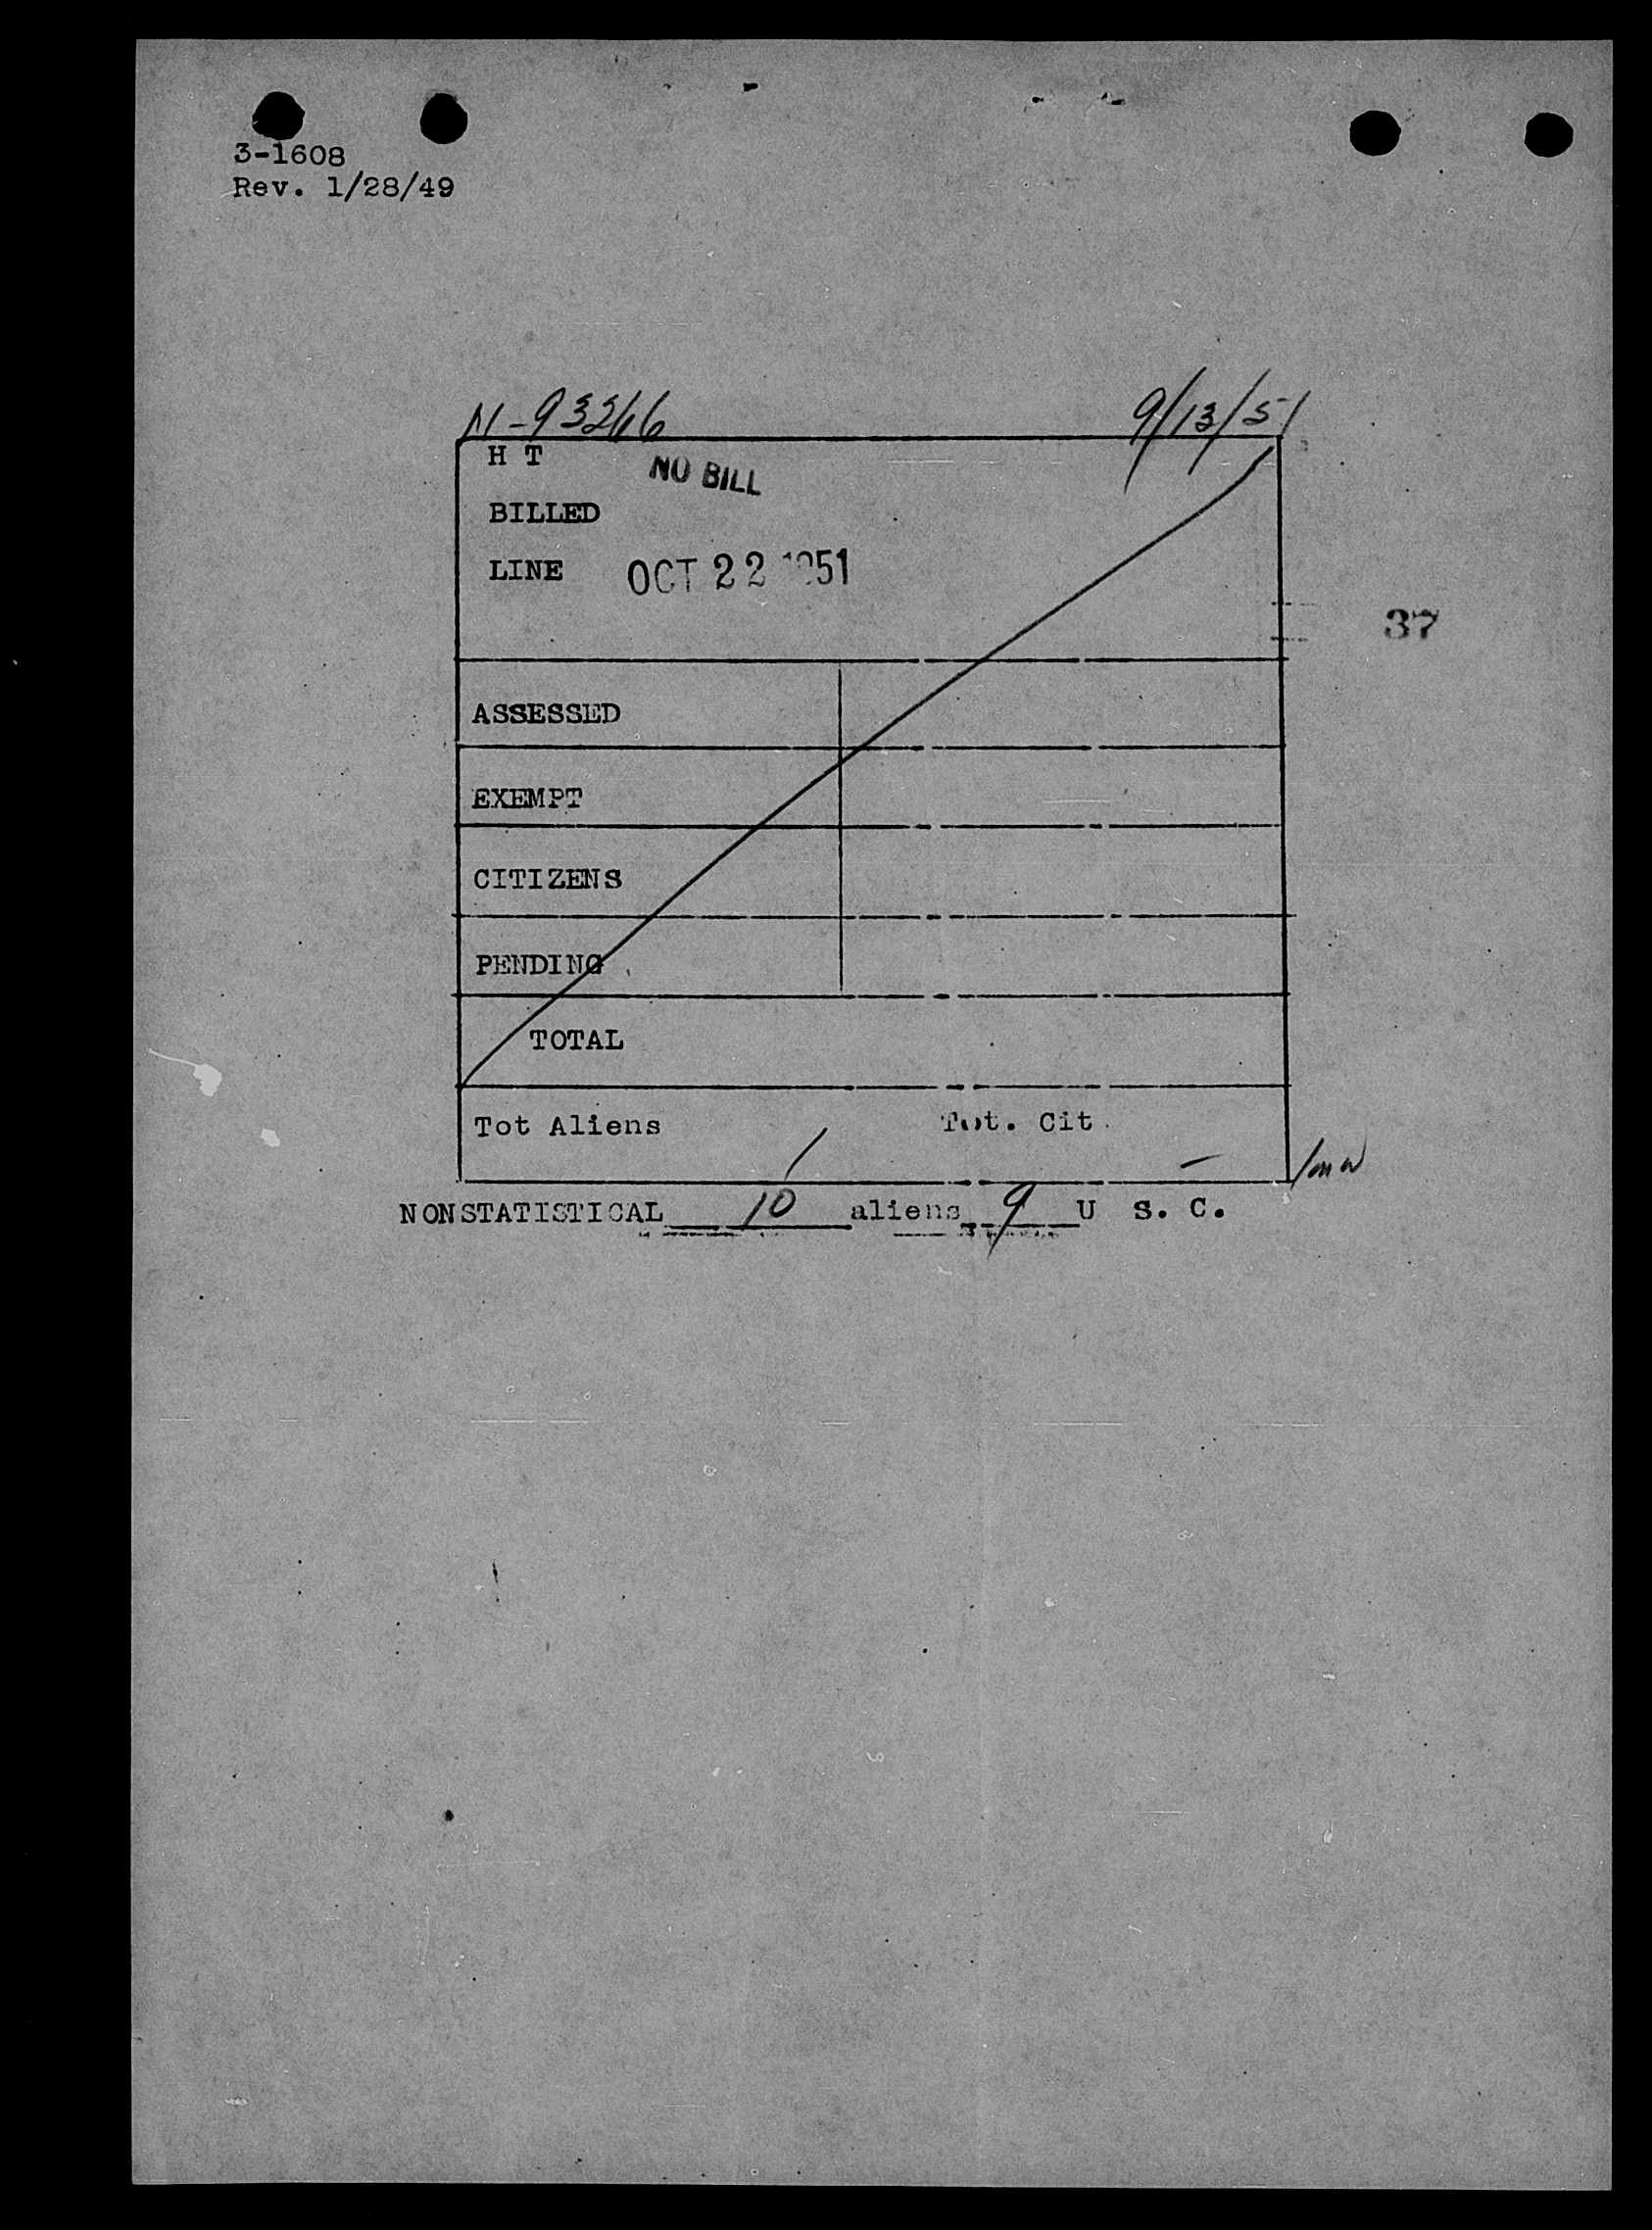 3-1608
Rev. 1/28/49
N-93266 9/13/51
H T NO BILL
BILLED
LINE OCT 22 1951
37
ASSESSED
EXEMPT
CITIZENS
PENDING
TOTAL
Tot Aliens / Tot. Cit. -
NONSTATISTICAL 10 aliens 9 U S. C.